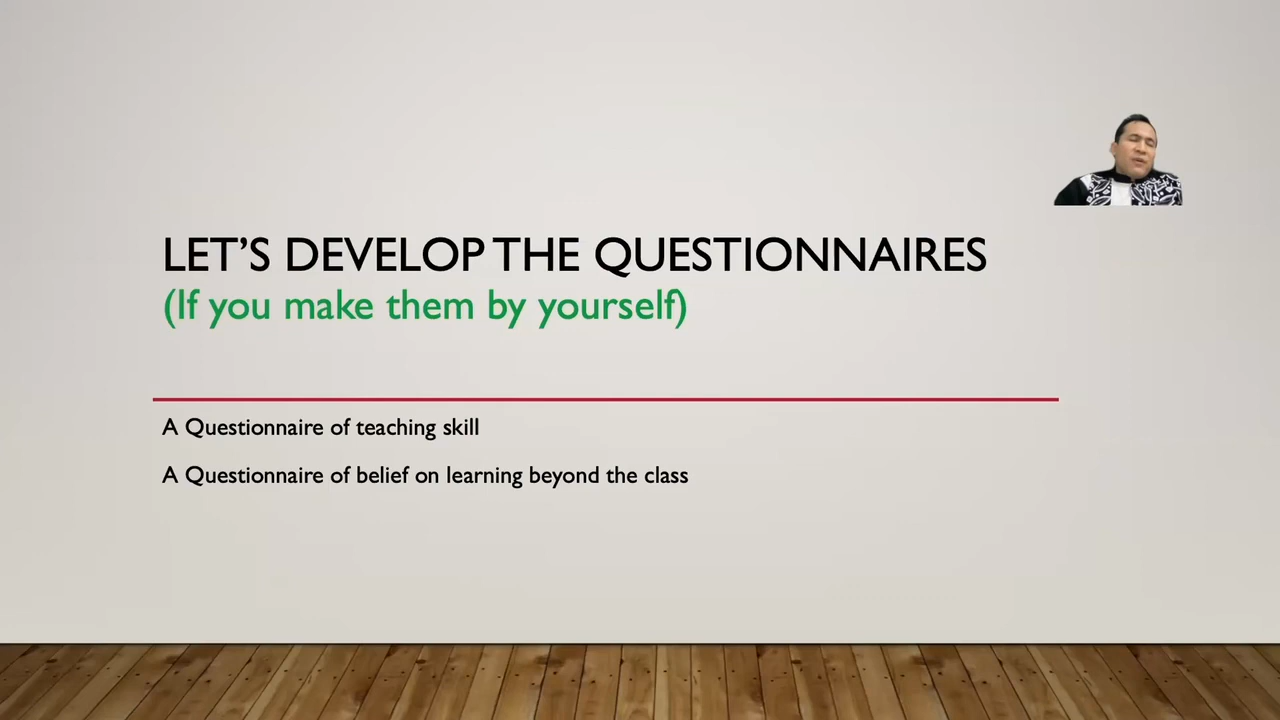 LET’S DEVELOP THE QUESTIONNAIRES
(If you make them by yourself)
A Questionnaire of teaching skill
A Questionnaire of belief on learning beyond the class